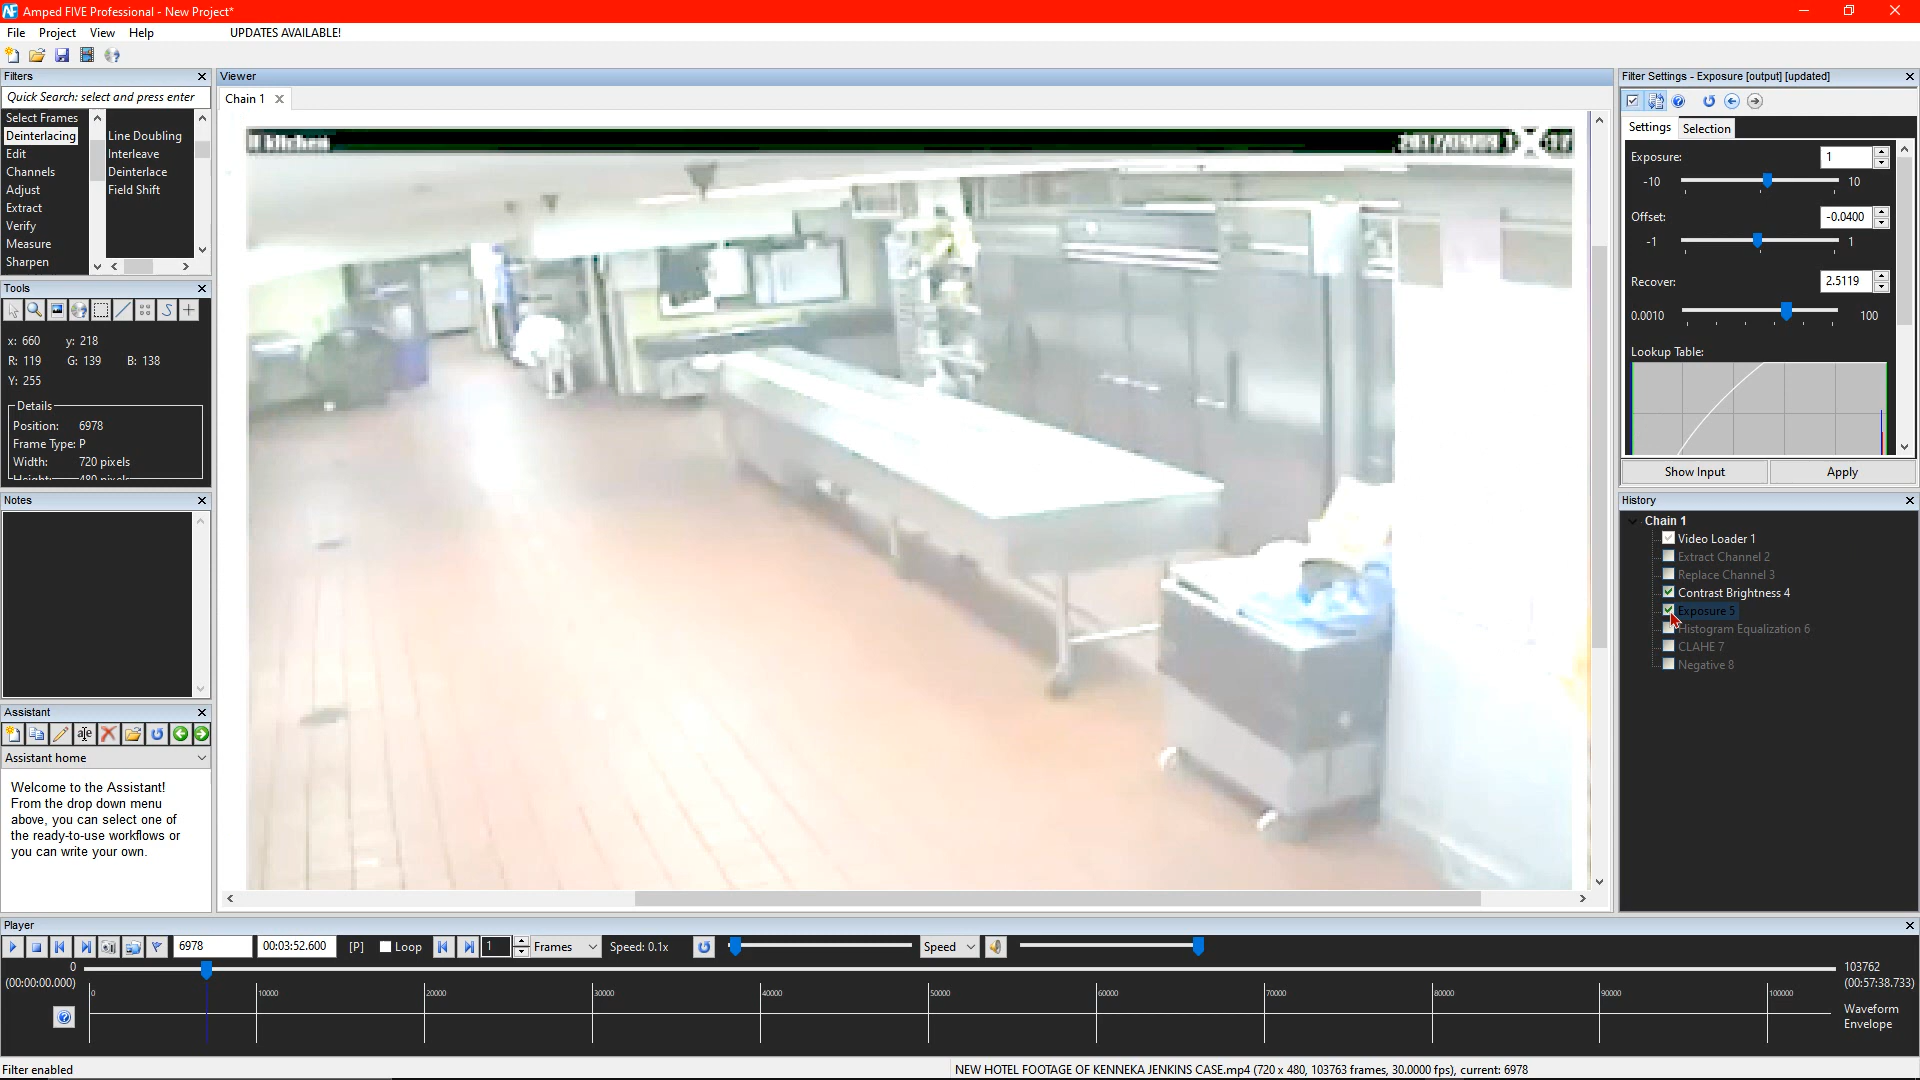 Amped FIVE Professional - New Project*
File Project View Help UPDATES AVAILABLE!
Filters
Quick Search: select and press enter
Select Frames
Deinterlacing
Edit
Channels
Adjust
Extract
Verify
Measure
Sharpen
Line Doubling
Interleave
Deinterlace
Field Shift
Tools
x: 660 y: 218
R: 119 G: 139 B: 138
Y: 255
Details
Position: 6978
Frame Type: P
Width: 720 pixels
Height: 480 pixels
Notes
Assistant
Assistant home
Welcome to the Assistant!
From the drop down menu
above, you can select one of
the ready-to-use workflows or
you can write your own.
Viewer
Chain 1
kitchen
Filter Settings - Exposure [output] [updated]
Settings Selection
Exposure: 1
-10 10
Offset: -0.0400
-1 1
Recover: 2.5119
0.0010 100
Lookup Table:
Show Input Apply
History
Chain 1
Video Loader 1
Extract Channel 2
Replace Channel 3
Contrast Brightness 4
Exposure 5
Histogram Equalization 6
CLAHE 7
Negative 8
Player
6978 00:03:52.600 [P] Loop 1 Frames Speed: 0.1x Speed
0 103762
(00:00:00.000) (00:57:38.733)
0 10000 20000 30000 40000 50000 60000 70000 80000 90000 100000
Waveform
Envelope
Filter enabled
NEW HOTEL FOOTAGE OF KENNEKA JENKINS CASE.mp4 (720 x 480, 103763 frames, 30.0000 fps), current: 6978